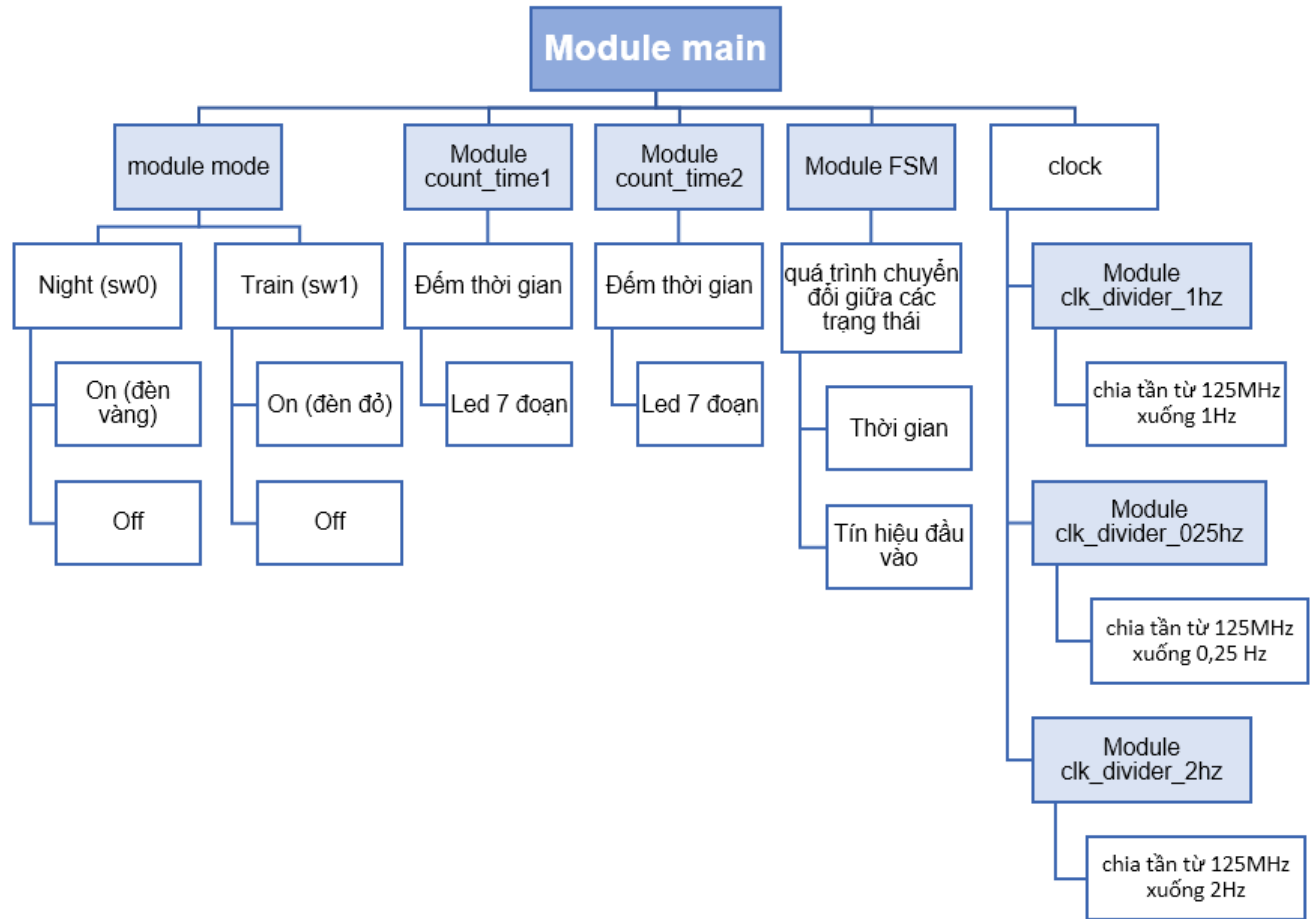 Module main
module mode
Module
count_time1
Module
count_time2
Module FSM
clock
Night (sw0)
Train (sw1)
Đếm thời gian
Đếm thời gian
quá trình chuyển
đổi giữa các
trạng thái
Module
clk_divider_1hz
On (đèn
vàng)
On (đèn đỏ)
Led 7 đoạn
Led 7 đoạn
Thời gian
chia tần từ 125MHz
xuống 1Hz
Off
Off
Tín hiệu đầu
vào
Module
clk_divider_025hz
chia tần từ 125MHz
xuống 0,25 Hz
Module
clk_divider_2hz
chia tần từ 125MHz
xuống 2Hz